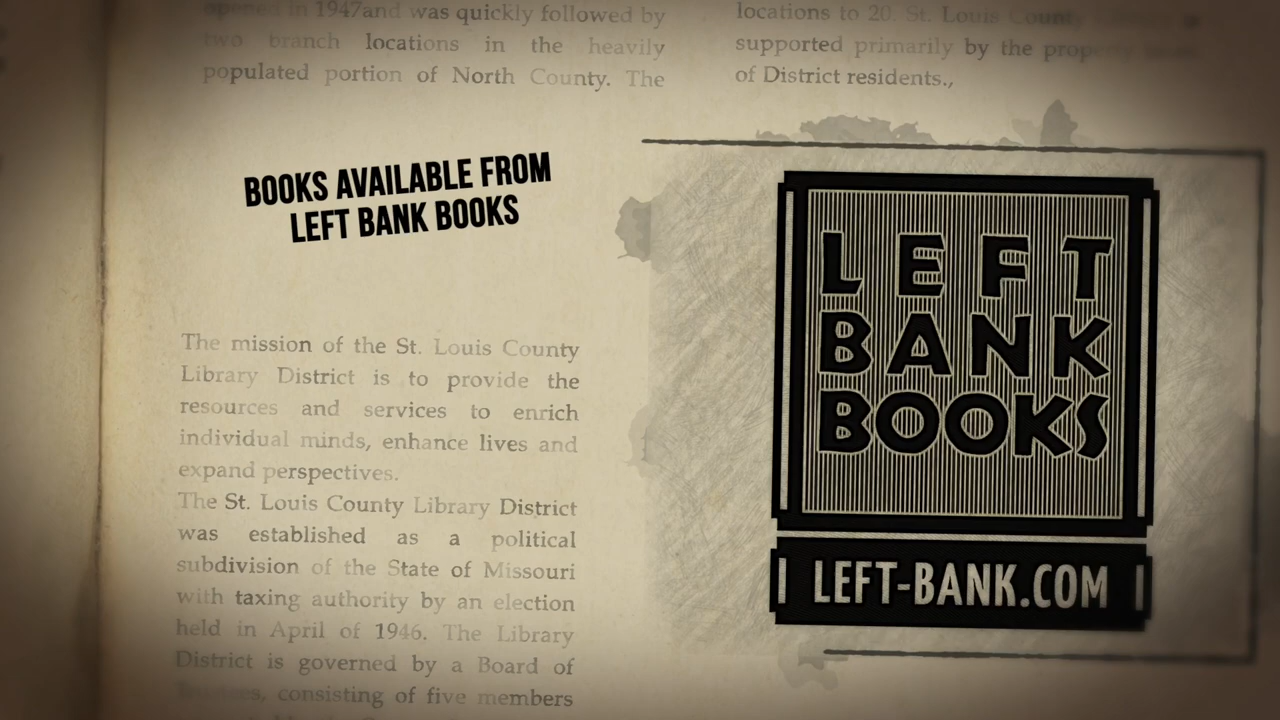 opened in 1947and was quickly followed by
two branch locations in the heavily
populated portion of North County. The
locations to 20. St. Louis County
supported primarily by the property
of District residents.,
BOOKS AVAILABLE FROM
LEFT BANK BOOKS
The mission of the St. Louis County
Library District is to provide the
resources and services to enrich
individual minds, enhance lives and
expand perspectives.
The St. Louis County Library District
was established as a political
subdivision of the State of Missouri
with taxing authority by an election
held in April of 1946. The Library
District is governed by a Board of
Trustees, consisting of five members
LEFT
BANK
BOOKS
LEFT-BANK.COM